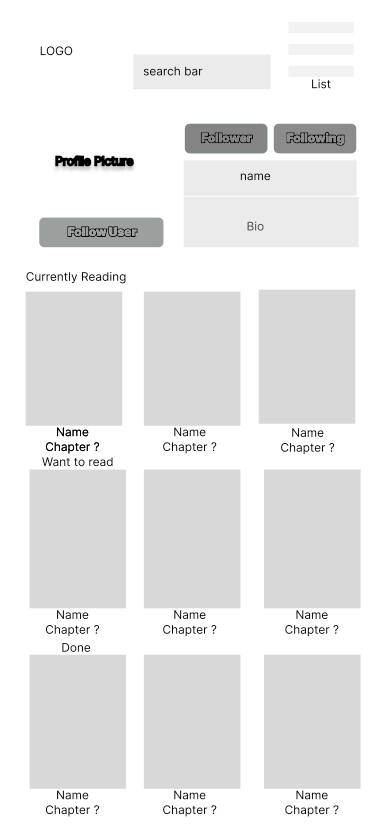 LOGO
search bar
List
Follower Following
Profile Picture
name
Follow User
Bio
Currently Reading
Name Name Name
Chapter ? Chapter ? Chapter ?
Want to read
Name Name Name
Chapter ? Chapter ? Chapter ?
Done
Name Name Name
Chapter ? Chapter ? Chapter ?